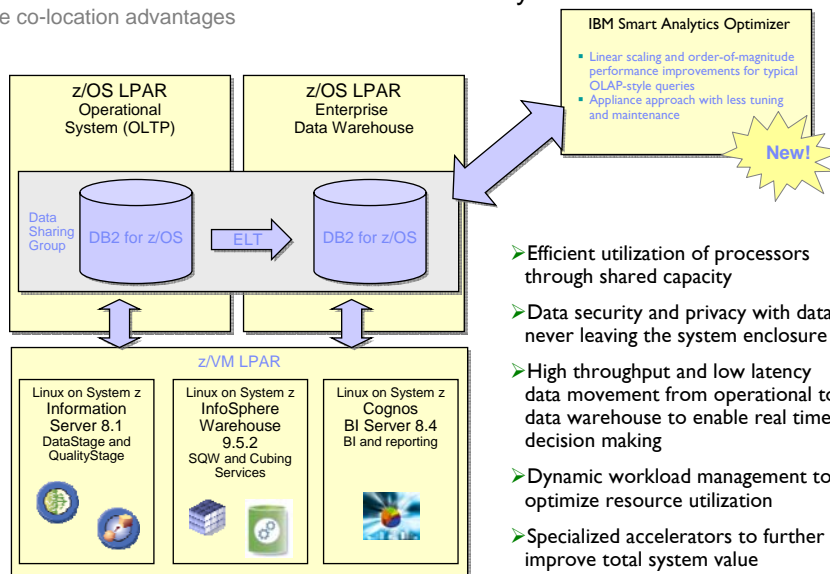 e co-location advantages
IBM Smart Analytics Optimizer
Linear scaling and order-of-magnitude
performance improvements for typical
OLAP-style queries
Appliance approach with less tuning
and maintenance
New!
z/OS LPAR
Operational
System (OLTP)
z/OS LPAR
Enterprise
Data Warehouse
Data
Sharing
Group
DB2 for z/OS
ELT
DB2 for z/OS
z/VM LPAR
Linux on System z
Information
Server 8.1
DataStage and
QualityStage
Linux on System z
InfoSphere
Warehouse
9.5.2
SQW and Cubing
Services
Linux on System z
Cognos
BI Server 8.4
BI and reporting
Efficient utilization of processors
through shared capacity
Data security and privacy with data
never leaving the system enclosure
High throughput and low latency
data movement from operational to
data warehouse to enable real time
decision making
Dynamic workload management to
optimize resource utilization
Specialized accelerators to further
improve total system value